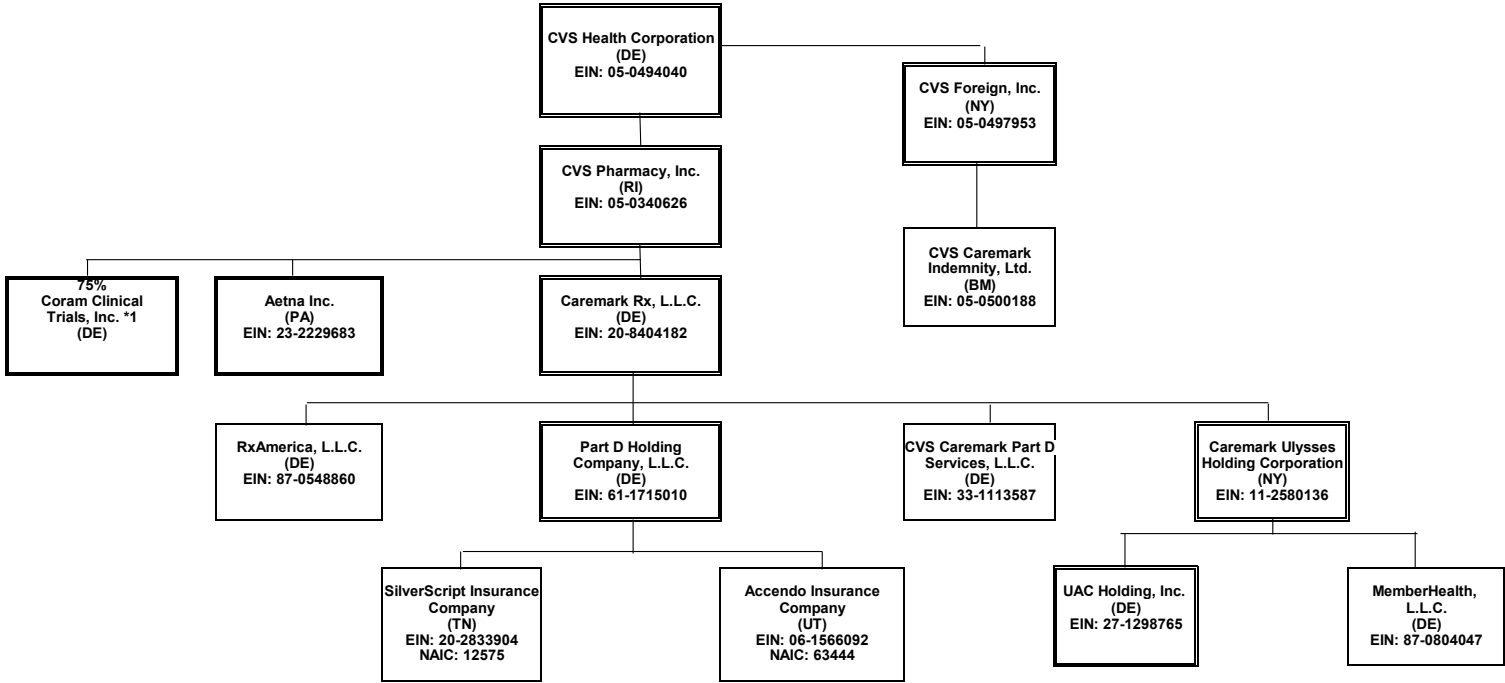 CVS Health Corporation
(DE)
EIN: 05-0494040
CVS Foreign, Inc.
(NY)
EIN: 05-0497953
CVS Pharmacy, Inc.
(RI)
EIN: 05-0340626
CVS Caremark
Indemnity, Ltd.
(BM)
EIN: 05-0500188
75%
Coram Clinical
Trials, Inc. *1
(DE)
Aetna Inc.
(PA)
EIN: 23-2229683
Caremark Rx, L.L.C.
(DE)
EIN: 20-8404182
RxAmerica, L.L.C.
(DE)
EIN: 87-0548860
Part D Holding
Company, L.L.C.
(DE)
EIN: 61-1715010
CVS Caremark Part D
Services, L.L.C.
(DE)
EIN: 33-1113587
Caremark Ulysses
Holding Corporation
(NY)
EIN: 11-2580136
SilverScript Insurance
Company
(TN)
EIN: 20-2833904
NAIC: 12575
Accendo Insurance
Company
(UT)
EIN: 06-1566092
NAIC: 63444
UAC Holding, Inc.
(DE)
EIN: 27-1298765
MemberHealth,
L.L.C.
(DE)
EIN: 87-0804047